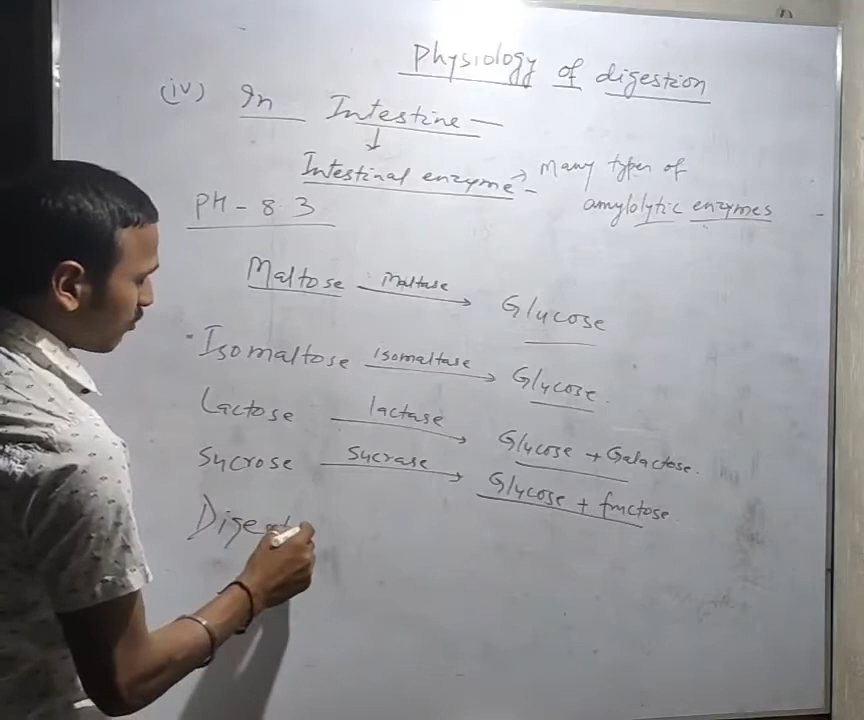 Physiology of digestion
(iv) In Intestine —
↓
Intestinal enzyme → Many types of
amylolytic enzymes
PH - 8.3
Maltose maltase → Glucose
Isomaltose isomaltase → Glucose.
Lactose lactase → Glucose + Galactose.
Sucrose Sucrase → Glucose + fructose.